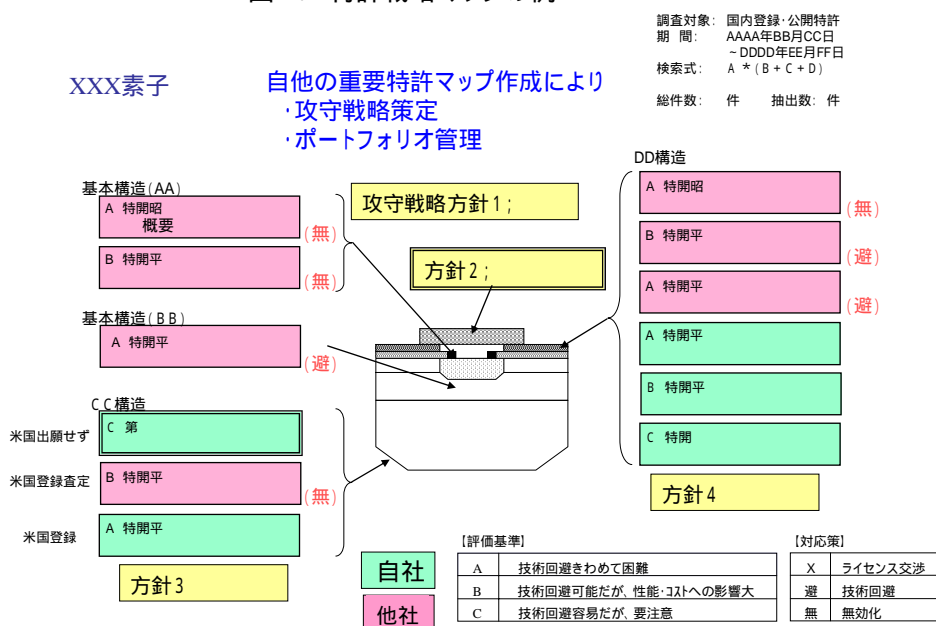 調査対象: 国内登録・公開特許
期 間: AAAA年BB月CC日
~DDDD年EE月FF日
検索式: A *(B+C+D)
総件数: 件 抽出数: 件
XXX素子
自他の重要特許マップ作成により
・攻守戦略策定
・ポートフォリオ管理
基本構造(AA)
A 特開昭
概要
(無)
B 特開平
(無)
基本構造(BB)
A 特開平
(避)
CC構造
米国出願せず
C 第
米国登録査定
B 特開平
(無)
米国登録
A 特開平
方針3
攻守戦略方針1;
方針2;
DD構造
A 特開昭
(無)
B 特開平
(避)
A 特開平
(避)
A 特開平
B 特開平
C 特開
方針4
自社
他社
【評価基準】
A 技術回避きわめて困難
B 技術回避可能だが、性能・コストへの影響大
C 技術回避容易だが、要注意
【対応策】
X ライセンス交渉
避 技術回避
無 無効化